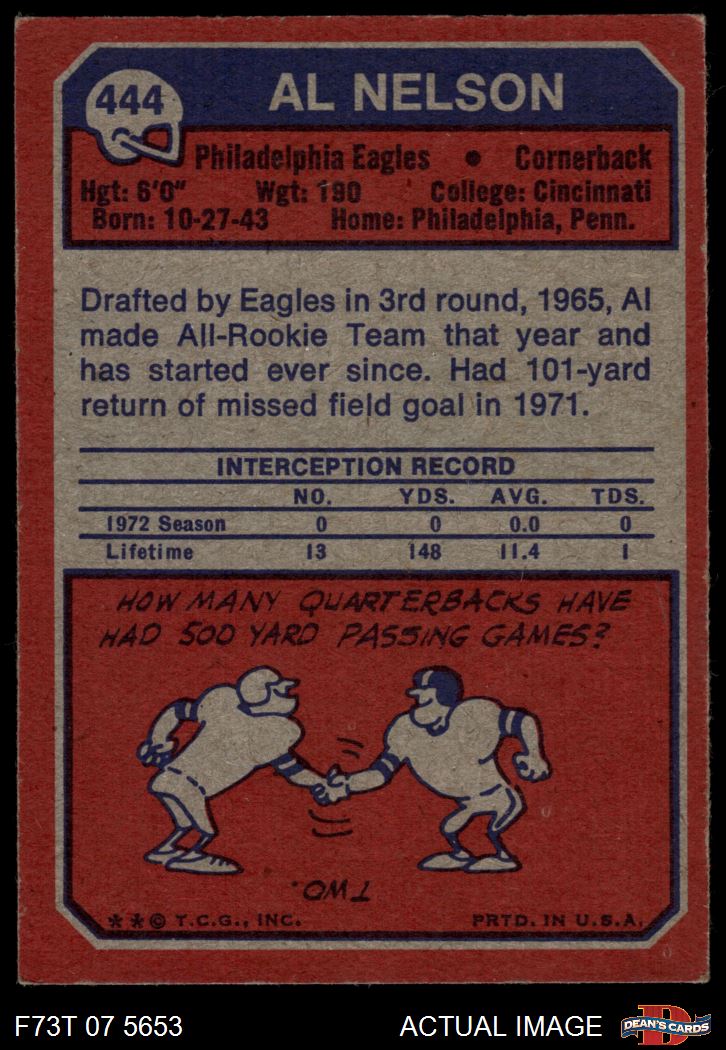 444
AL NELSON
Philadelphia Eagles • Cornerback
Hgt: 6'0" Wgt: 190 College: Cincinnati
Born: 10-27-43 Home: Philadelphia, Penn.
Drafted by Eagles in 3rd round, 1965, Al
made All-Rookie Team that year and
has started ever since. Had 101-yard
return of missed field goal in 1971.
INTERCEPTION RECORD
NO. YDS. AVG. TDS.
1972 Season 0 0 0.0 0
Lifetime 13 148 11.4 1
HOW MANY QUARTERBACKS HAVE
HAD 500 YARD PASSING GAMES?
TWO.
** © T.C.G., INC. PRTD. IN U.S.A.
F73T 07 5653 ACTUAL IMAGE
D
DEAN'S CARDS